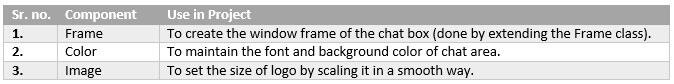 Sr. no. Component Use in Project
1. Frame To create the window frame of the chat box (done by extending the Frame class).
2. Color To maintain the font and background color of chat area.
3. Image To set the size of logo by scaling it in a smooth way.